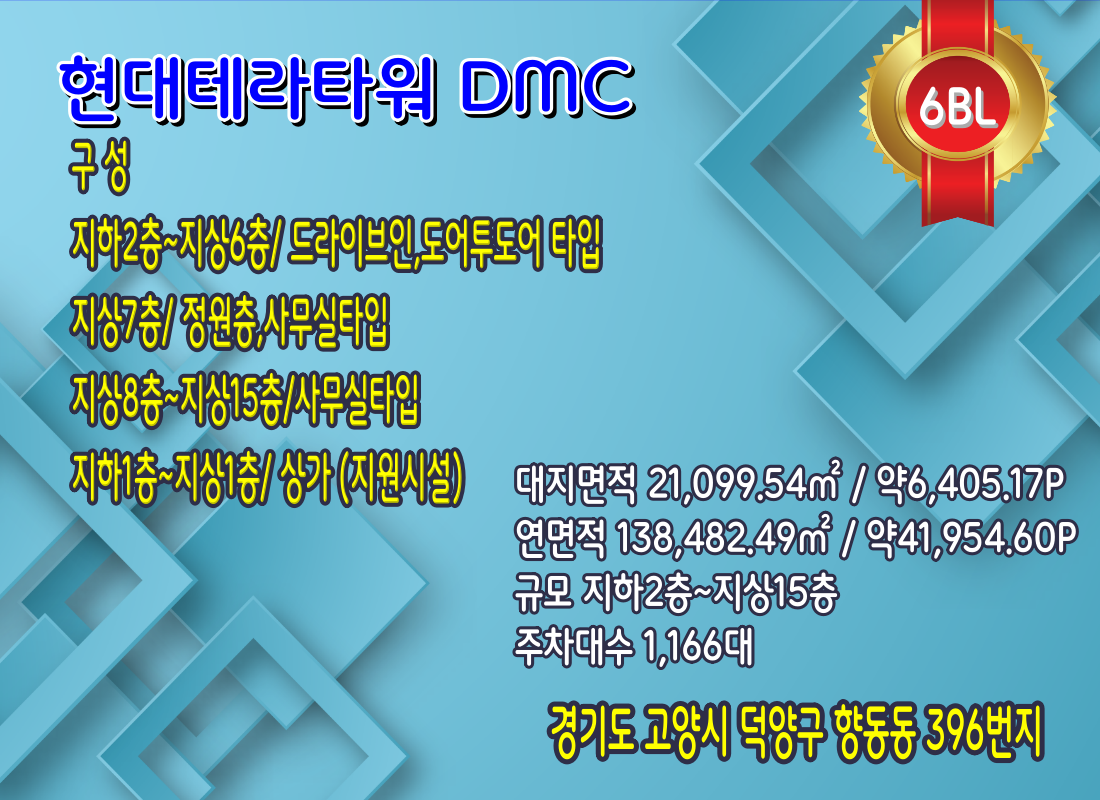 현대테라타워 DMC
6BL
구 성
지하2층~지상6층/ 드라이브인,도어투도어 타입
지상7층/ 정원층,사무실타입
지상8층~지상15층/사무실타입
지하1층~지상1층/ 상가 (지원시설)
대지면적 21,099.54㎡ / 약6,405.17P
연면적 138,482.49㎡ / 약41,954.60P
규모 지하2층~지상15층
주차대수 1,166대
경기도 고양시 덕양구 향동동 396번지